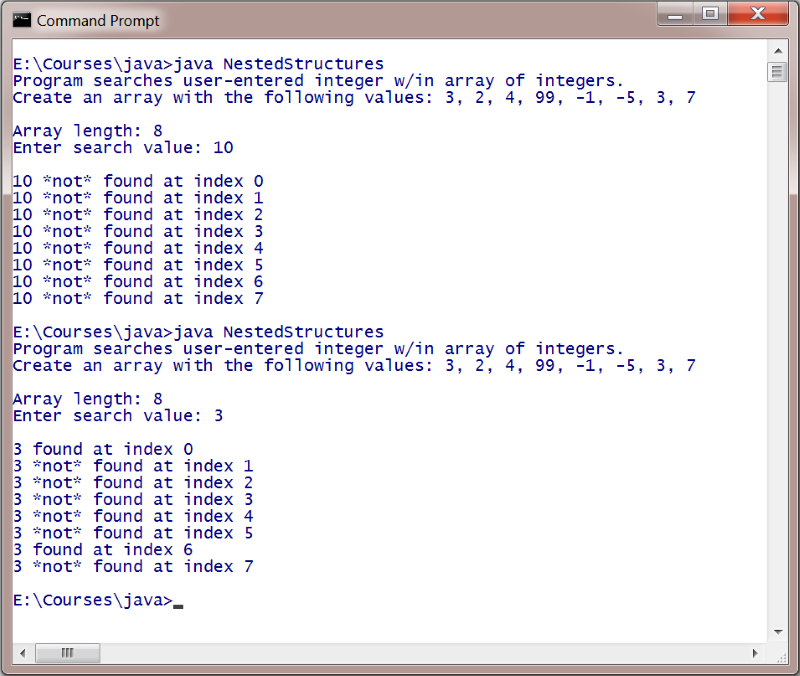 Command Prompt
E:\Courses\java>java NestedStructures
Program searches user-entered integer w/in array of integers.
Create an array with the following values: 3, 2, 4, 99, -1, -5, 3, 7
Array length: 8
Enter search value: 10
10 *not* found at index 0
10 *not* found at index 1
10 *not* found at index 2
10 *not* found at index 3
10 *not* found at index 4
10 *not* found at index 5
10 *not* found at index 6
10 *not* found at index 7
E:\Courses\java>java NestedStructures
Program searches user-entered integer w/in array of integers.
Create an array with the following values: 3, 2, 4, 99, -1, -5, 3, 7
Array length: 8
Enter search value: 3
3 found at index 0
3 *not* found at index 1
3 *not* found at index 2
3 *not* found at index 3
3 *not* found at index 4
3 *not* found at index 5
3 found at index 6
3 *not* found at index 7
E:\Courses\java>_